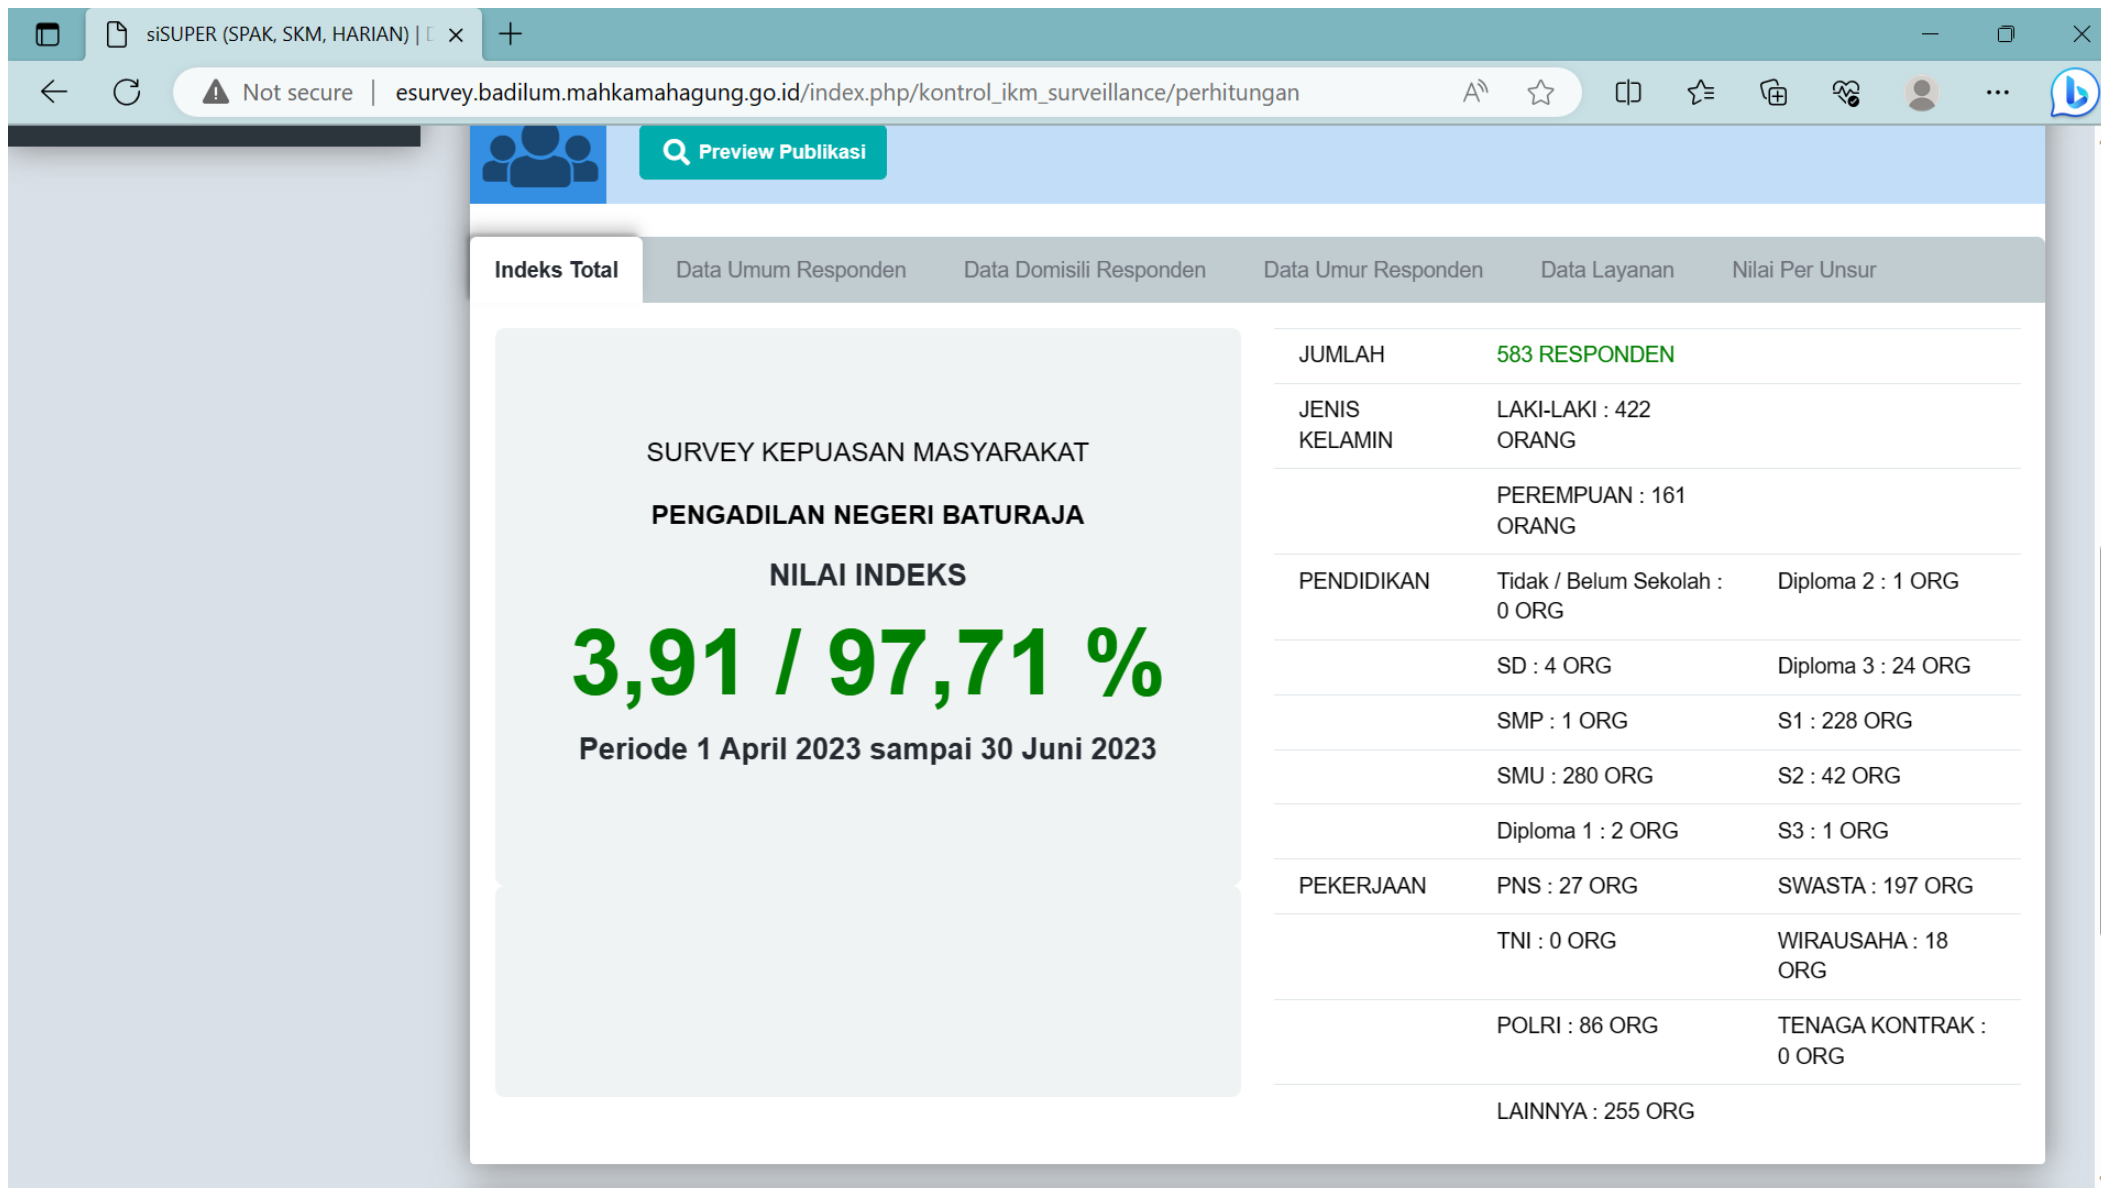 siSUPER (SPAK, SKM, HARIAN) |
Not secure | esurvey.badilum.mahkamahagung.go.id/index.php/kontrol_ikm_surveillance/perhitungan
Preview Publikasi
Indeks Total Data Umum Responden Data Domisili Responden Data Umur Responden Data Layanan Nilai Per Unsur
SURVEY KEPUASAN MASYARAKAT
PENGADILAN NEGERI BATURAJA
NILAI INDEKS
3,91 / 97,71 %
Periode 1 April 2023 sampai 30 Juni 2023
JUMLAH 583 RESPONDEN
JENIS KELAMIN LAKI-LAKI : 422 ORANG
PEREMPUAN : 161 ORANG
PENDIDIKAN Tidak / Belum Sekolah : 0 ORG Diploma 2 : 1 ORG
SD : 4 ORG Diploma 3 : 24 ORG
SMP : 1 ORG S1 : 228 ORG
SMU : 280 ORG S2 : 42 ORG
Diploma 1 : 2 ORG S3 : 1 ORG
PEKERJAAN PNS : 27 ORG SWASTA : 197 ORG
TNI : 0 ORG WIRAUSAHA : 18 ORG
POLRI : 86 ORG TENAGA KONTRAK : 0 ORG
LAINNYA : 255 ORG